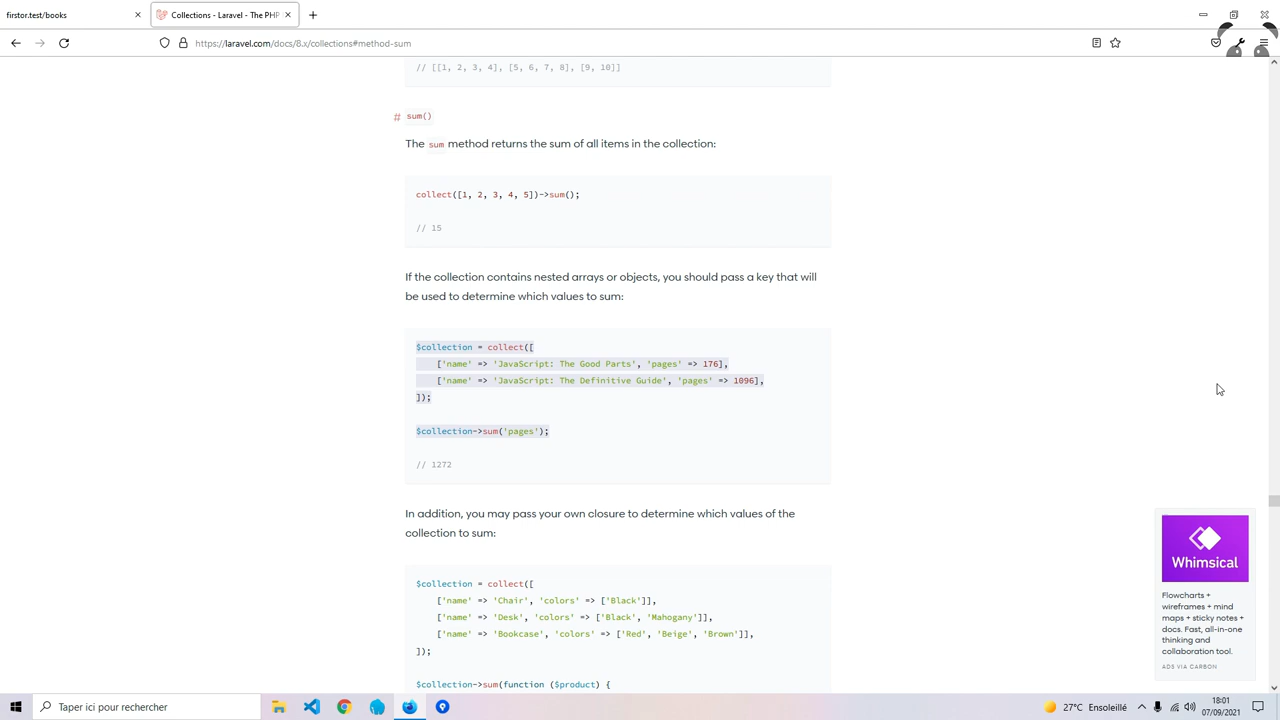 firstor.test/books
Collections - Laravel - The PHP
https://laravel.com/docs/8.x/collections#method-sum
// [[1, 2, 3, 4], [5, 6, 7, 8], [9, 10]]
# sum()
The sum method returns the sum of all items in the collection:
collect([1, 2, 3, 4, 5])->sum();
// 15
If the collection contains nested arrays or objects, you should pass a key that will
be used to determine which values to sum:
$collection = collect([
['name' => 'JavaScript: The Good Parts', 'pages' => 176],
['name' => 'JavaScript: The Definitive Guide', 'pages' => 1096],
]);
$collection->sum('pages');
// 1272
In addition, you may pass your own closure to determine which values of the
collection to sum:
$collection = collect([
['name' => 'Chair', 'colors' => ['Black']],
['name' => 'Desk', 'colors' => ['Black', 'Mahogany']],
['name' => 'Bookcase', 'colors' => ['Red', 'Beige', 'Brown']],
]);
$collection->sum(function ($product) {
Whimsical
Flowcharts +
wireframes + mind
maps + sticky notes +
docs. Fast, all-in-one
thinking and
collaboration tool.
ADS VIA CARBON
Taper ici pour rechercher
27°C Ensoleillé
18:01
07/09/2021